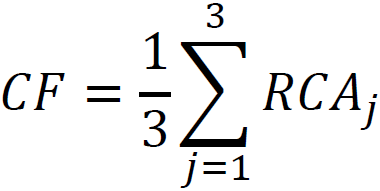 CF = \frac{1}{3} \sum_{j=1}^{3} RCA_j